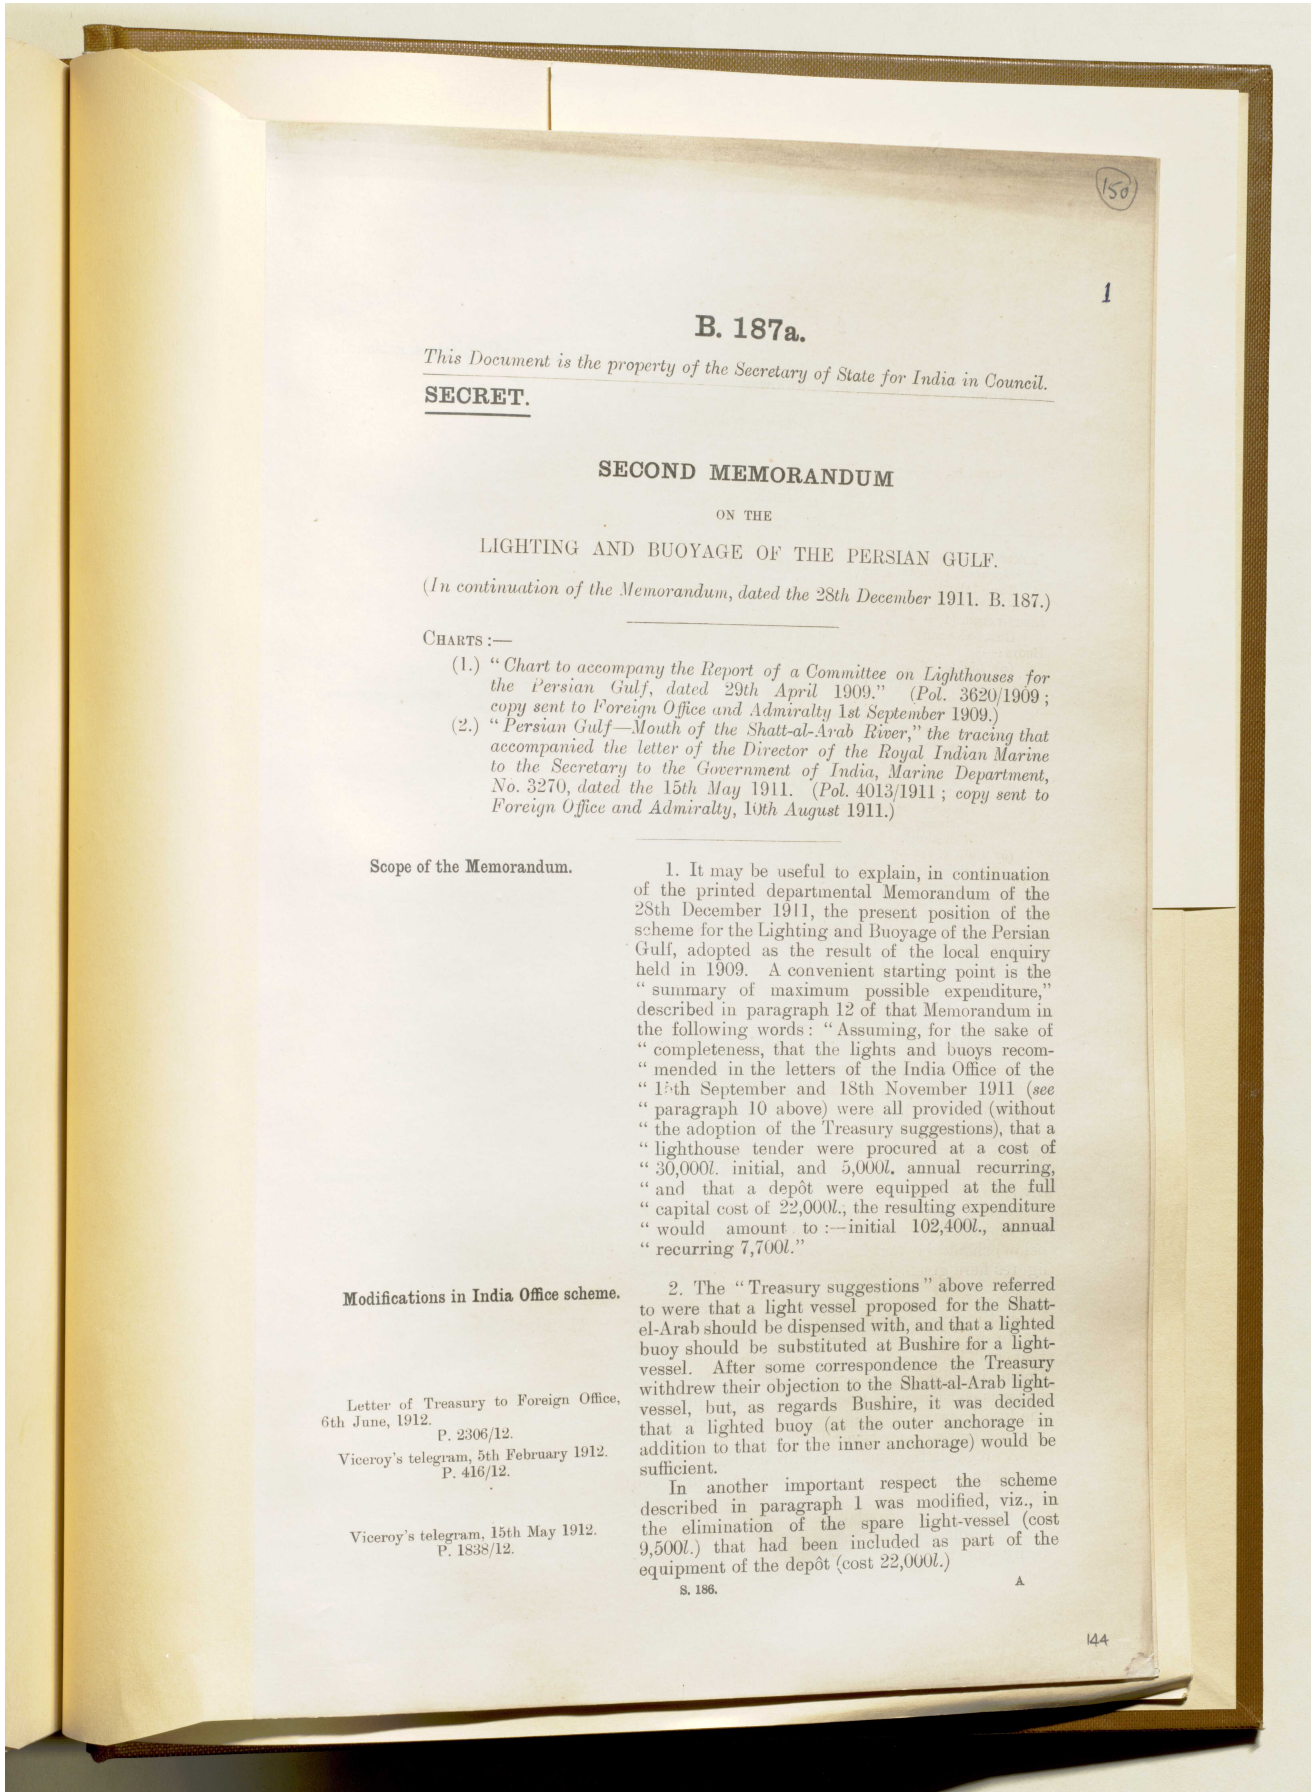 150
1
B. 187a.
This Document is the property of the Secretary of State for India in Council.
SECRET.
SECOND MEMORANDUM
ON THE
LIGHTING AND BUOYAGE OF THE PERSIAN GULF.
(In continuation of the Memorandum, dated the 28th December 1911. B. 187.)
CHARTS :—
(1.) “ Chart to accompany the Report of a Committee on Lighthouses for
the Persian Gulf, dated 29th April 1909.” (Pol. 3620/1909 ;
copy sent to Foreign Office and Admiralty 1st September 1909.)
(2.) “ Persian Gulf—Mouth of the Shatt-al-Arab River,” the tracing that
accompanied the letter of the Director of the Royal Indian Marine
to the Secretary to the Government of India, Marine Department,
No. 3270, dated the 15th May 1911. (Pol. 4013/1911 ; copy sent to
Foreign Office and Admiralty, 10th August 1911.)
Scope of the Memorandum.
1. It may be useful to explain, in continuation
of the printed departmental Memorandum of the
28th December 1911, the present position of the
scheme for the Lighting and Buoyage of the Persian
Gulf, adopted as the result of the local enquiry
held in 1909. A convenient starting point is the
“ summary of maximum possible expenditure,”
described in paragraph 12 of that Memorandum in
the following words : “ Assuming, for the sake of
“ completeness, that the lights and buoys recom-
“ mended in the letters of the India Office of the
“ September and 18th November 1911 (see
“ paragraph 10 above) were all provided (without
“ the adoption of the Treasury suggestions), that a
“ lighthouse tender were procured at a cost of
“ 30,000l. initial, and 5,000l. annual recurring,
“ and that a depôt were equipped at the full
“ capital cost of 22,000l., the resulting expenditure
“ would amount to :—initial 102,400l., annual
“ recurring 7,700l.”
Modifications in India Office scheme.
2. The “ Treasury suggestions ” above referred
to were that a light vessel proposed for the Shatt-
el-Arab should be dispensed with, and that a lighted
buoy should be substituted at Bushire for a light-
vessel. After some correspondence the Treasury
withdrew their objection to the Shatt-al-Arab light-
vessel, but, as regards Bushire, it was decided
that a lighted buoy (at the outer anchorage in
addition to that for the inner anchorage) would be
sufficient.
Letter of Treasury to Foreign Office,
6th June, 1912.
P. 2306/12.
Viceroy's telegram, 5th February 1912.
P. 416/12.
In another important respect the scheme
described in paragraph 1 was modified, viz., in
the elimination of the spare light-vessel (cost
9,500l.) that had been included as part of the
equipment of the depôt (cost 22,000l.)
Viceroy's telegram, 15th May 1912.
P. 1838/12.
S. 186.
A
144